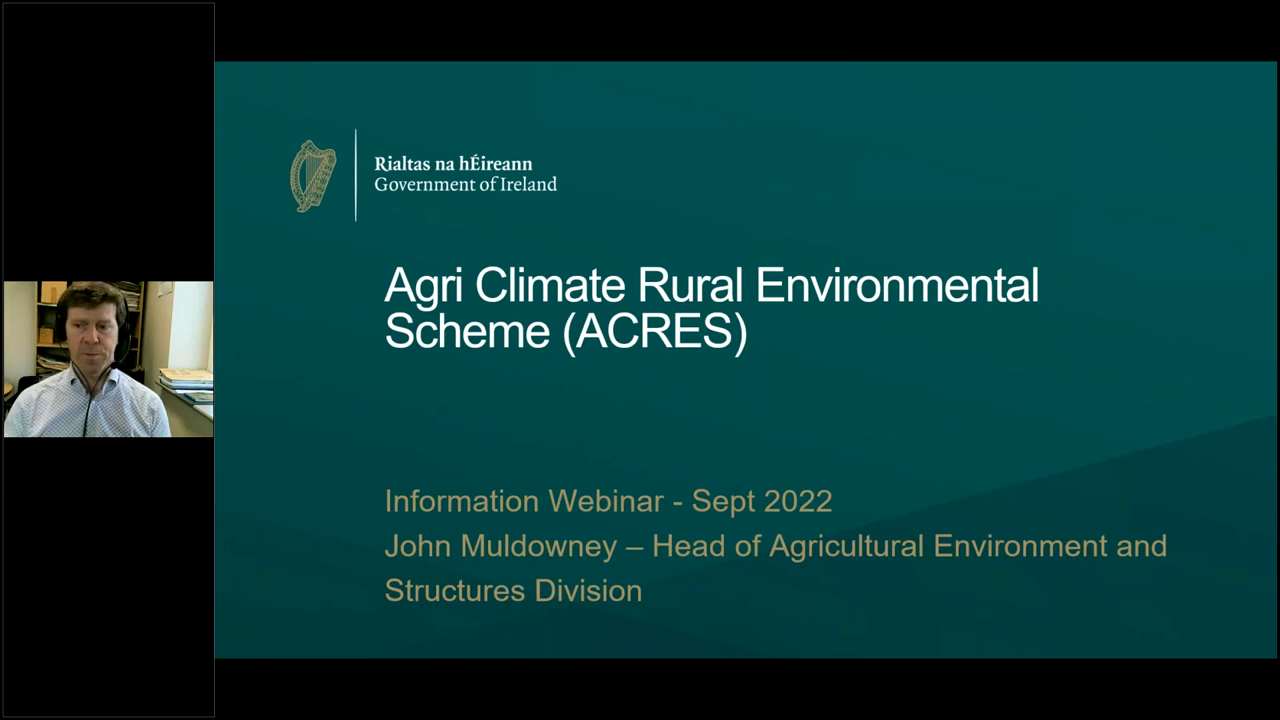 Rialtas na hÉireann
Government of Ireland
Agri Climate Rural Environmental
Scheme (ACRES)
Information Webinar - Sept 2022
John Muldowney – Head of Agricultural Environment and
Structures Division